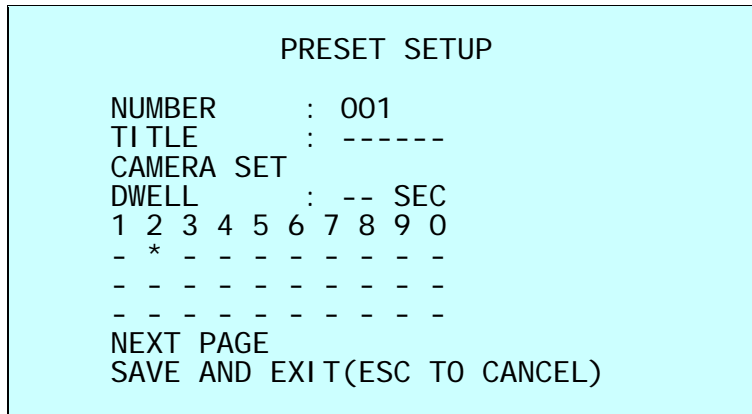 PRESET SETUP
NUMBER : 001
TITLE : ------
CAMERA SET
DWELL : -- SEC
1 2 3 4 5 6 7 8 9 0
- * - - - - - - - -
- - - - - - - - - -
- - - - - - - - - -
NEXT PAGE
SAVE AND EXIT(ESC TO CANCEL)